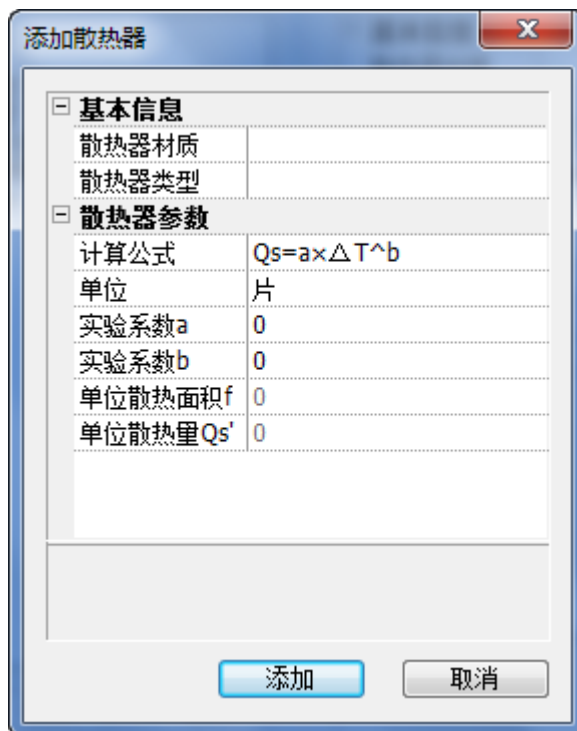 添加散热器
基本信息
散热器材质
散热器类型
散热器参数
计算公式 Qs=a×△T^b
单位 片
实验系数a 0
实验系数b 0
单位散热面积f 0
单位散热量Qs' 0
添加 取消